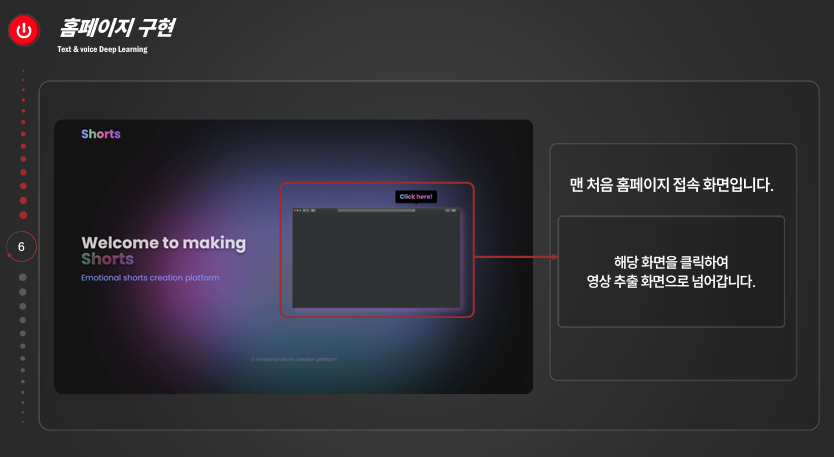 홈페이지 구현
Text & voice Deep Learning
Shorts
Click here!
Welcome to making
Shorts
Emotional shorts creation platform
© Emotional shorts creation platform
맨 처음 홈페이지 접속 화면입니다.
해당 화면을 클릭하여
영상 추출 화면으로 넘어갑니다.
6